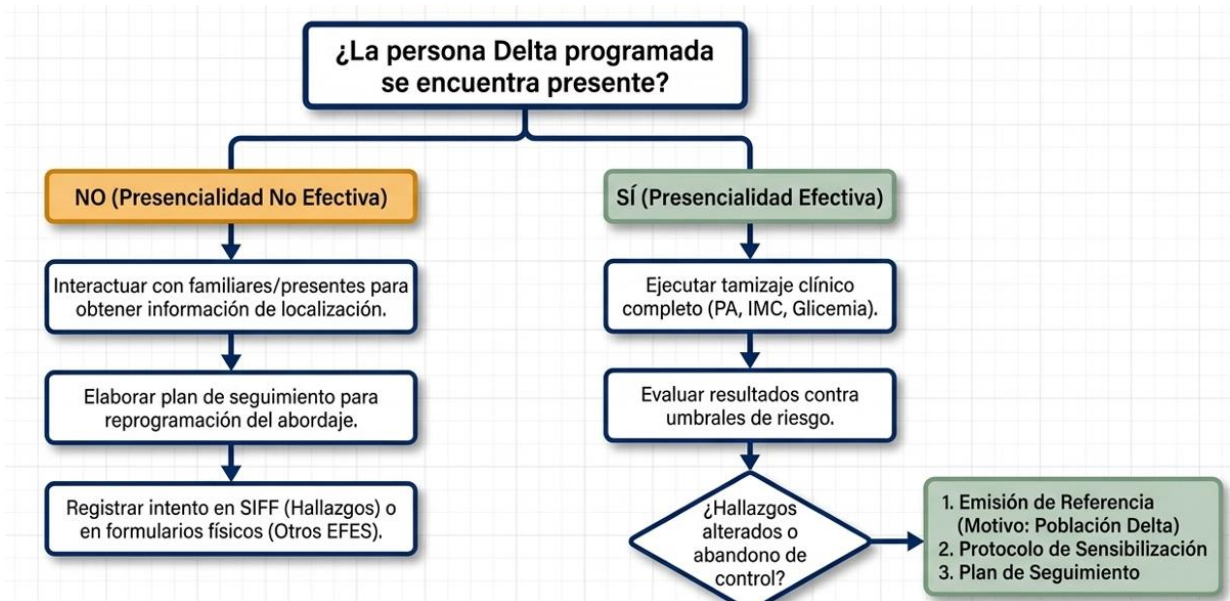 ¿La persona Delta programada
se encuentra presente?
NO (Presencialidad No Efectiva)
Interactuar con familiares/presentes para
obtener información de localización.
Elaborar plan de seguimiento para
reprogramación del abordaje.
Registrar intento en SIFF (Hallazgos) o
en formularios físicos (Otros EFES).
SÍ (Presencialidad Efectiva)
Ejecutar tamizaje clínico
completo (PA, IMC, Glicemia).
Evaluar resultados contra
umbrales de riesgo.
¿Hallazgos
alterados o
abandono de
control?
1. Emisión de Referencia
(Motivo: Población Delta)
2. Protocolo de Sensibilización
3. Plan de Seguimiento